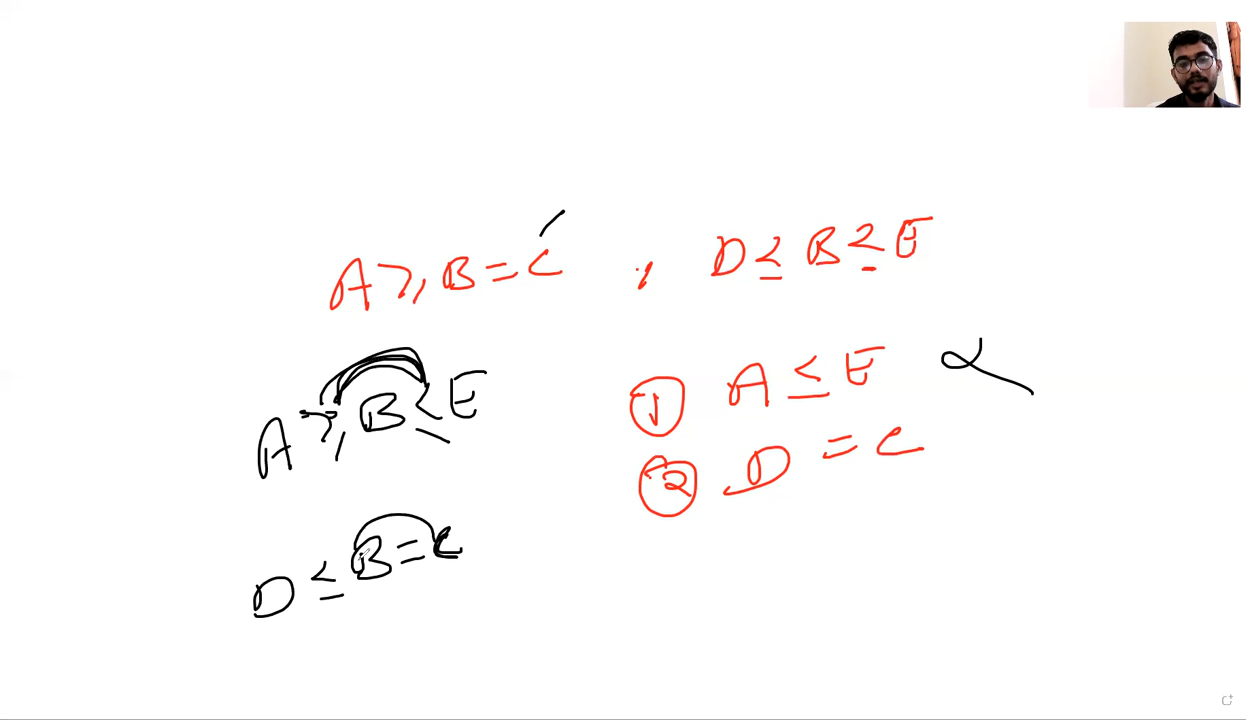 A ≥ B = C , D ≤ B ≤ E
① A ≤ E
A ≥ B ≤ E
② D = C
D ≤ B = C